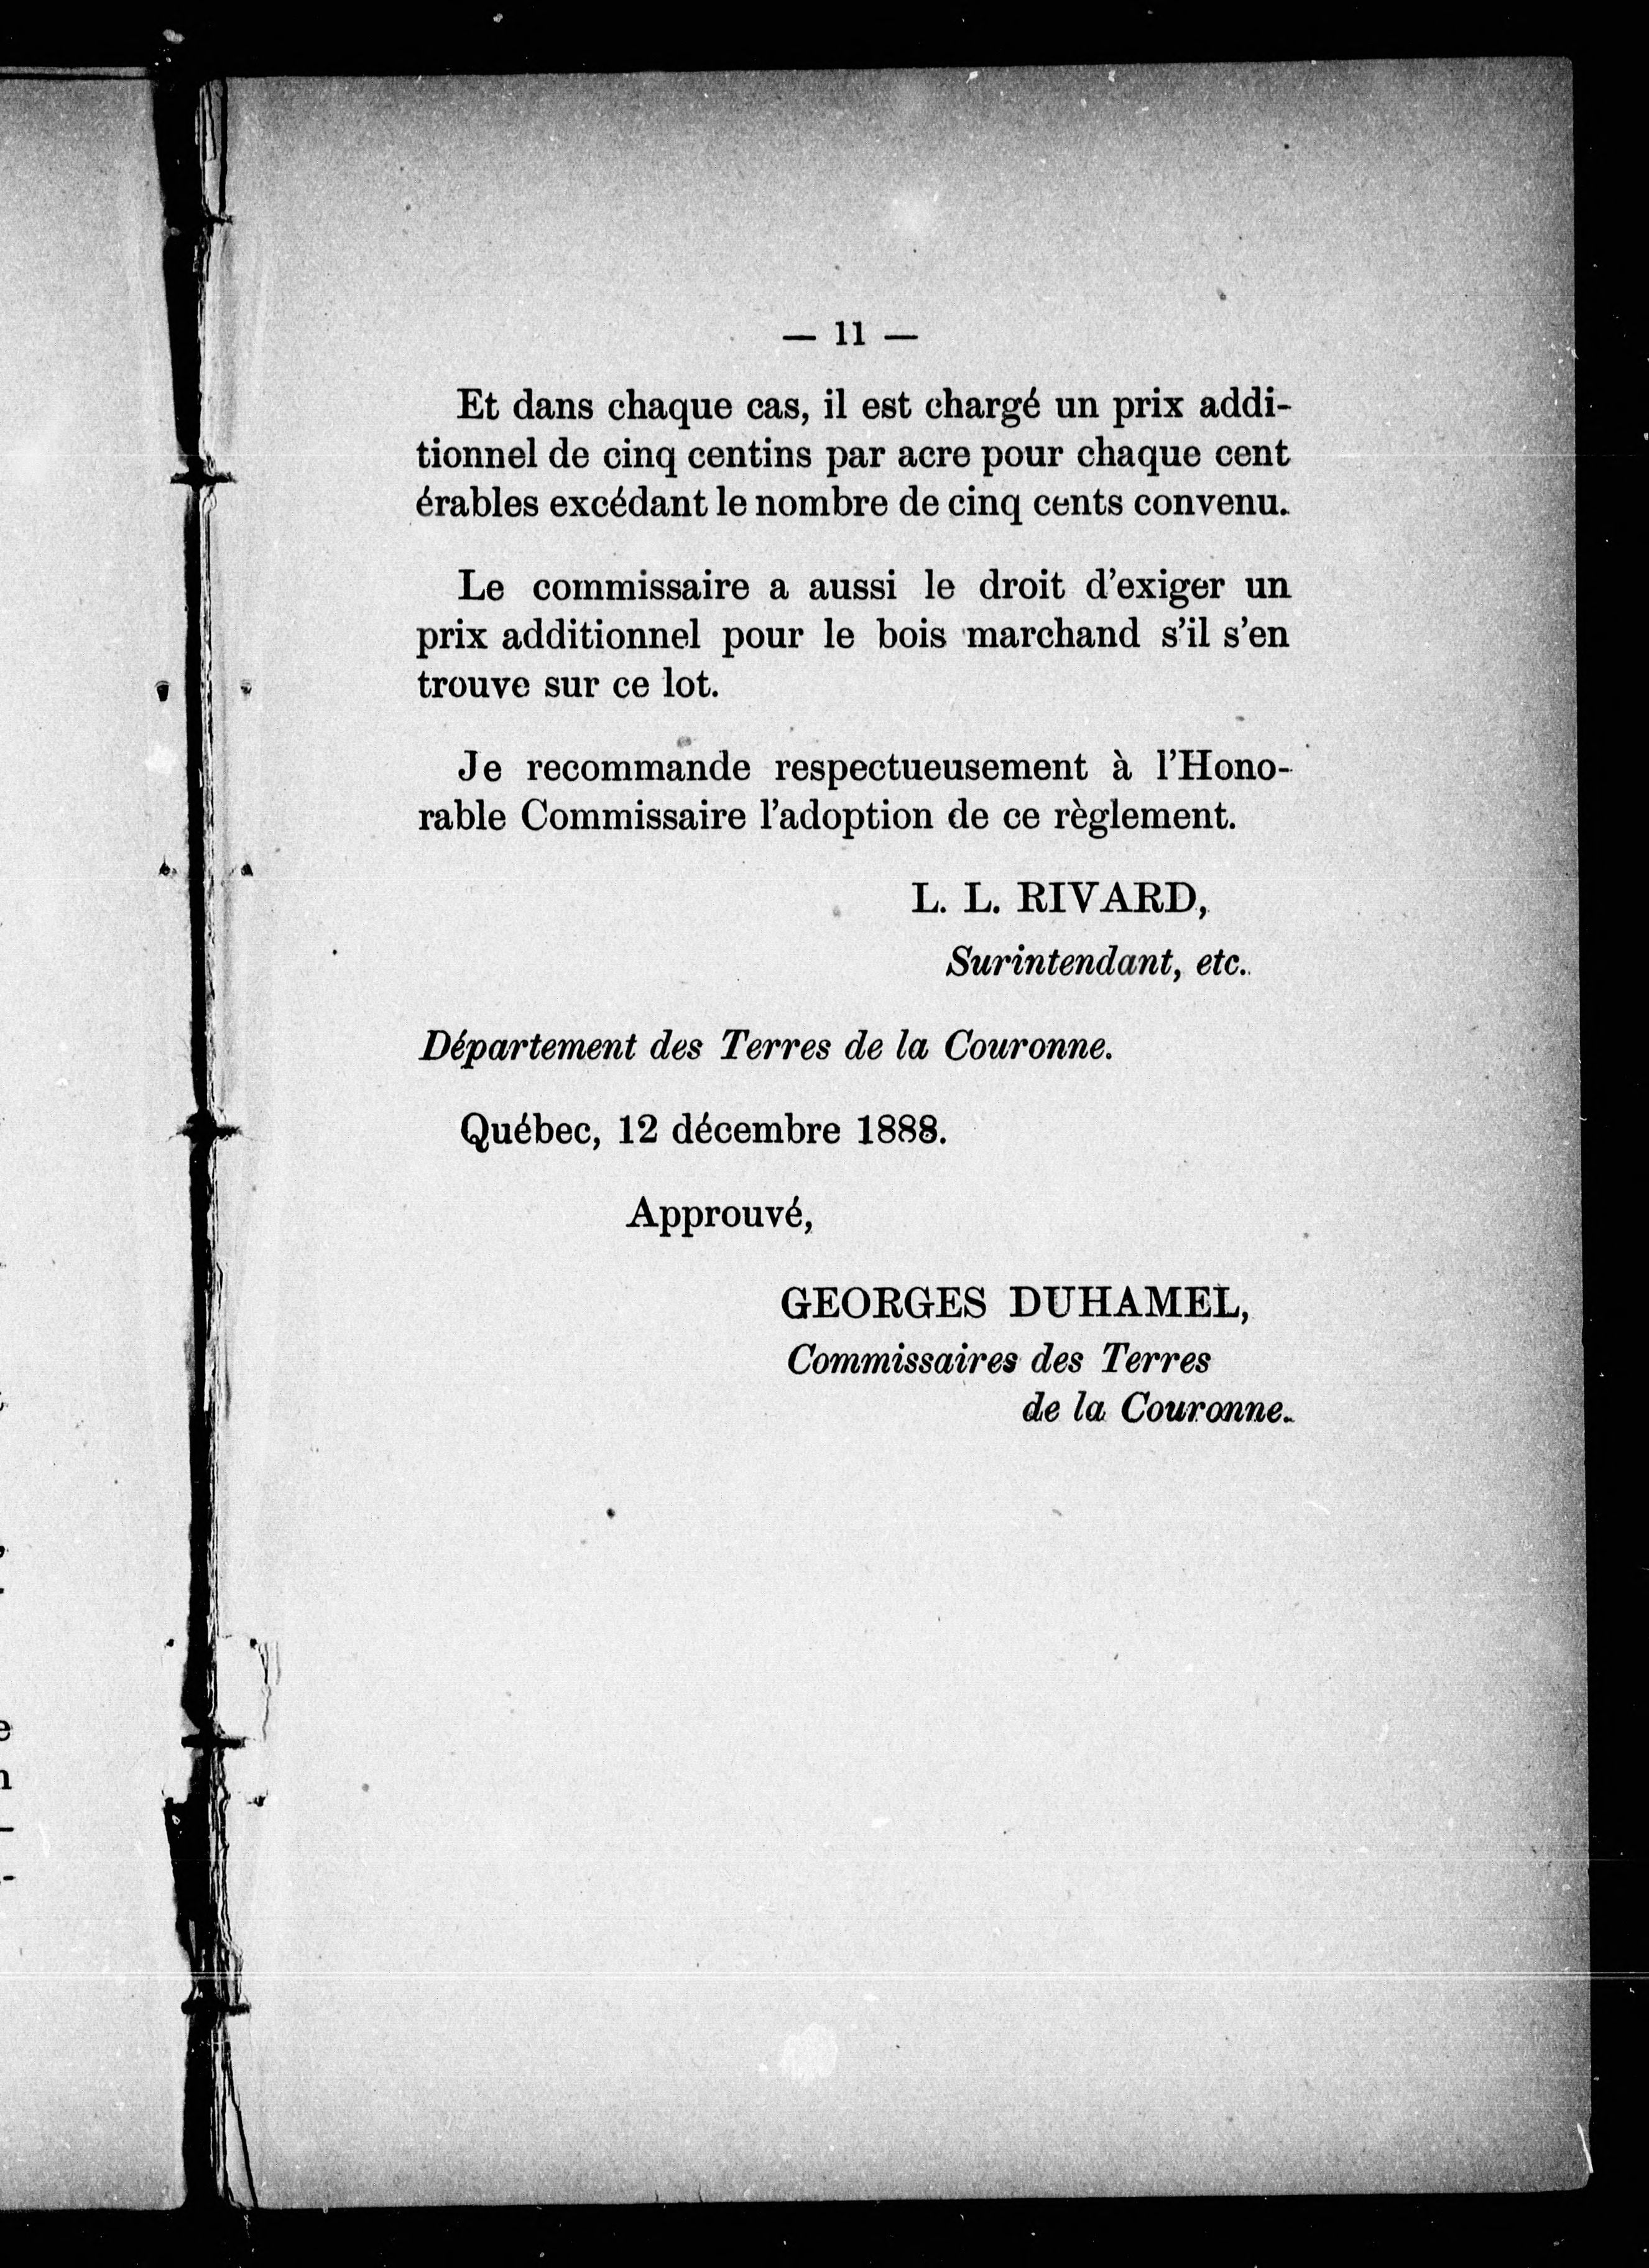 — 11 —
Et dans chaque cas, il est chargé un prix addi-
tionnel de cinq centins par acre pour chaque cent
érables excédant le nombre de cinq cents convenu.
Le commissaire a aussi le droit d'exiger un
prix additionnel pour le bois marchand s'il s'en
trouve sur ce lot.
Je recommande respectueusement à l'Hono-
rable Commissaire l'adoption de ce règlement.
L. L. RIVARD,
Surintendant, etc.
Département des Terres de la Couronne.
Québec, 12 décembre 1888.
Approuvé,
GEORGES DUHAMEL,
Commissaires des Terres
de la Couronne.